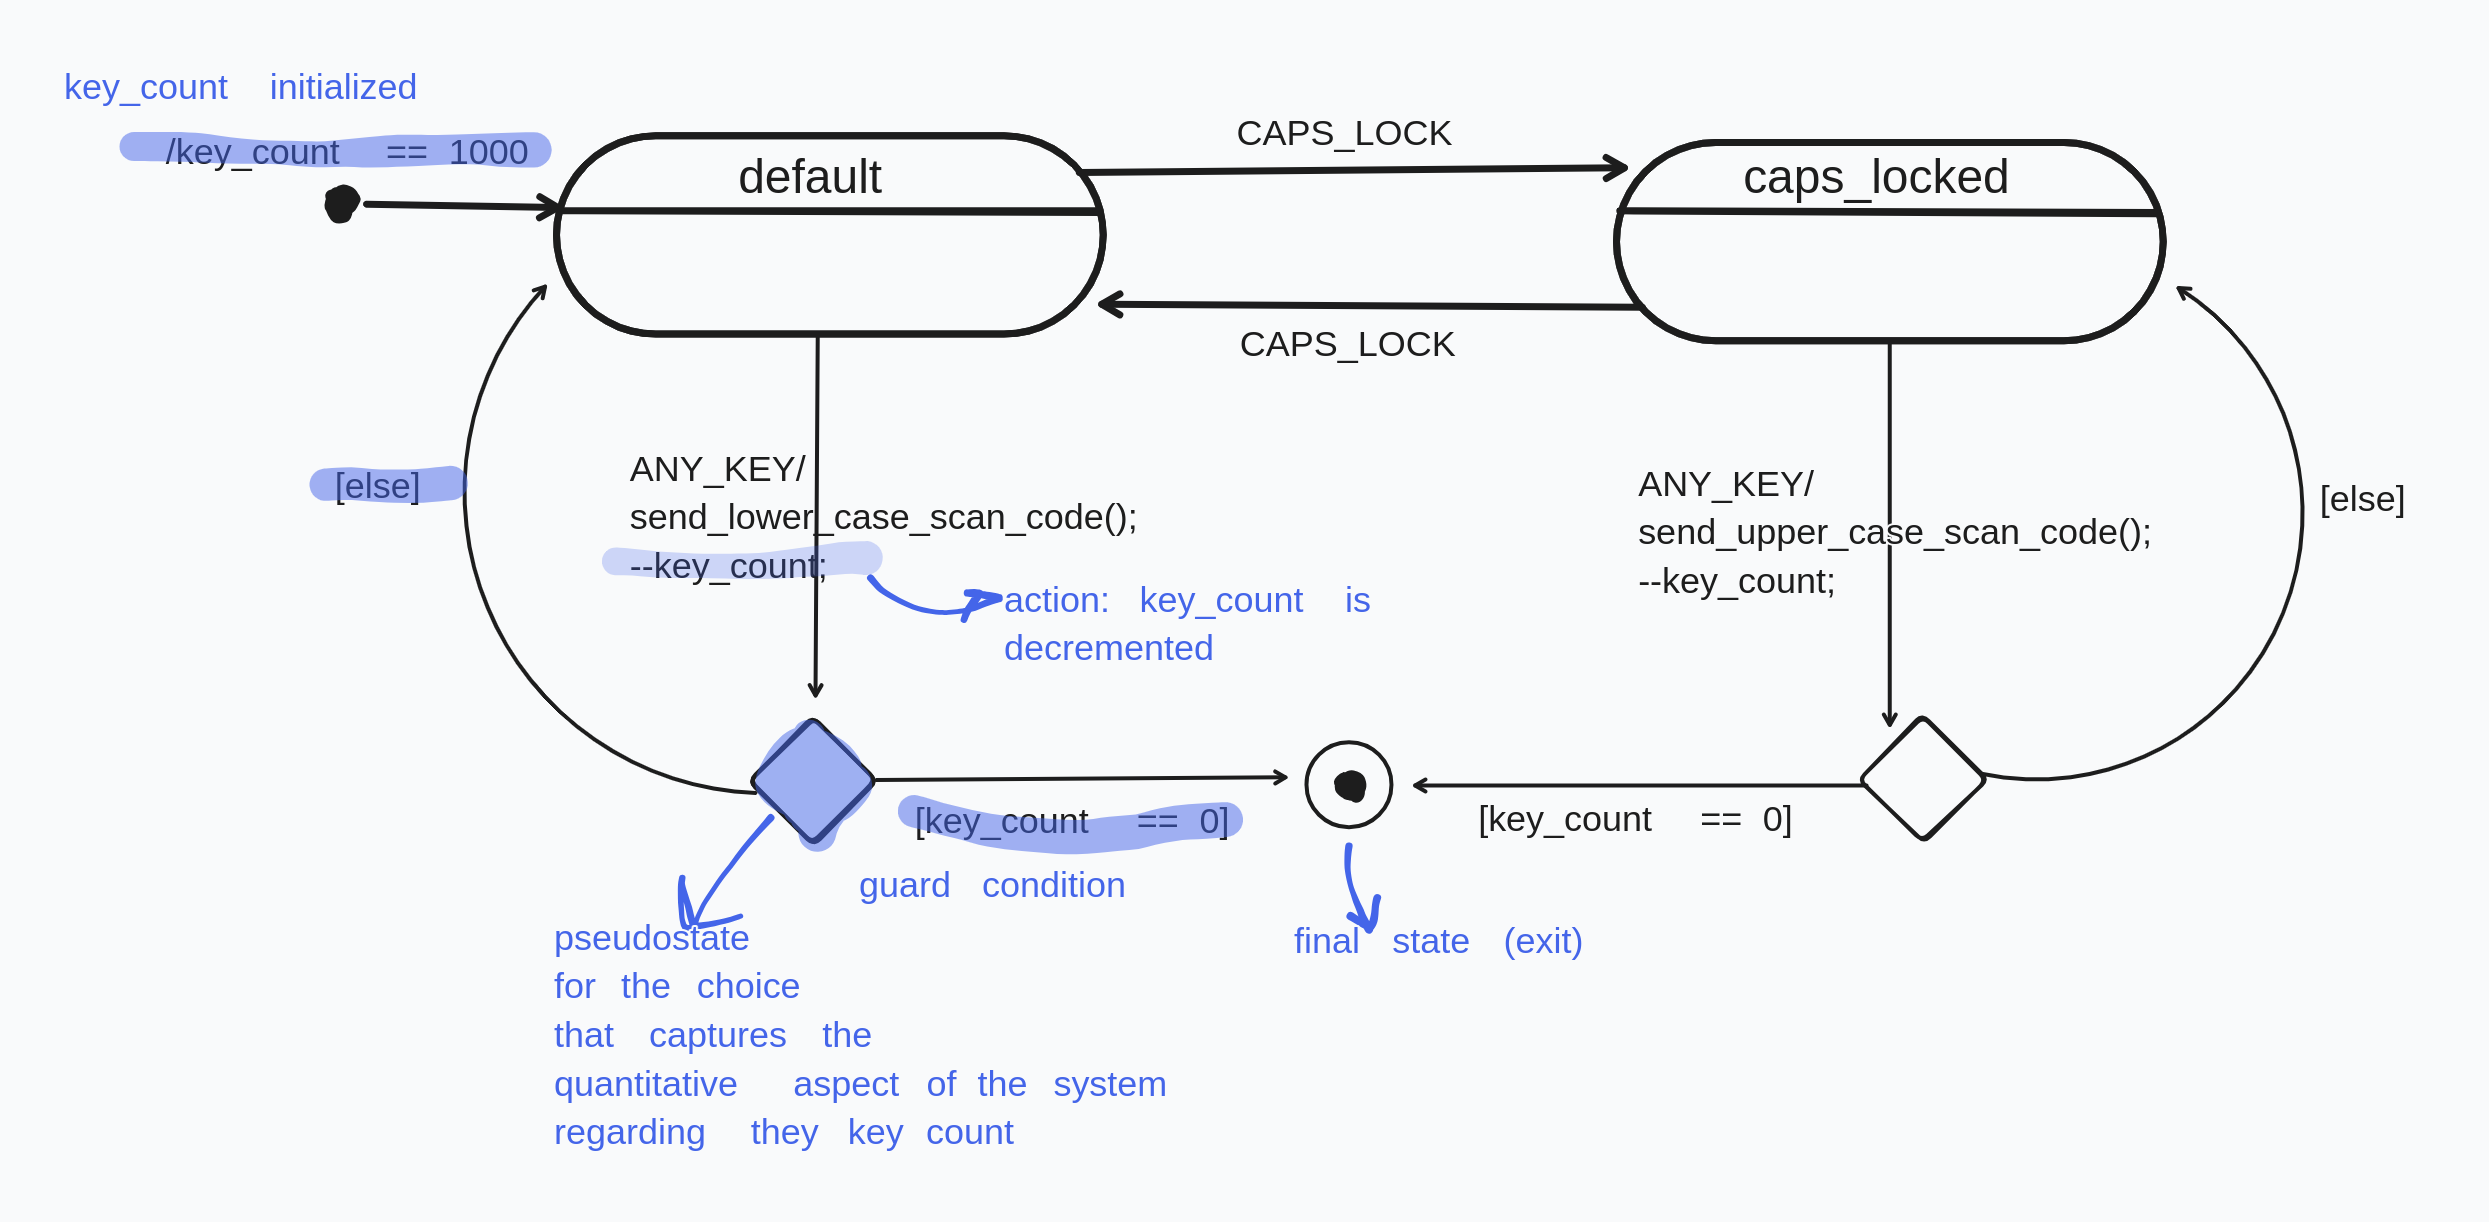 key_count initialized
/key_count == 1000
default
CAPS_LOCK
caps_locked
CAPS_LOCK
[else]
ANY_KEY/
send_lower_case_scan_code();
--key_count;
action: key_count is
decremented
ANY_KEY/
send_upper_case_scan_code();
--key_count;
[else]
[key_count == 0]
guard condition
[key_count == 0]
pseudostate
for the choice
that captures the
quantitative aspect of the system
regarding they key count
final state (exit)